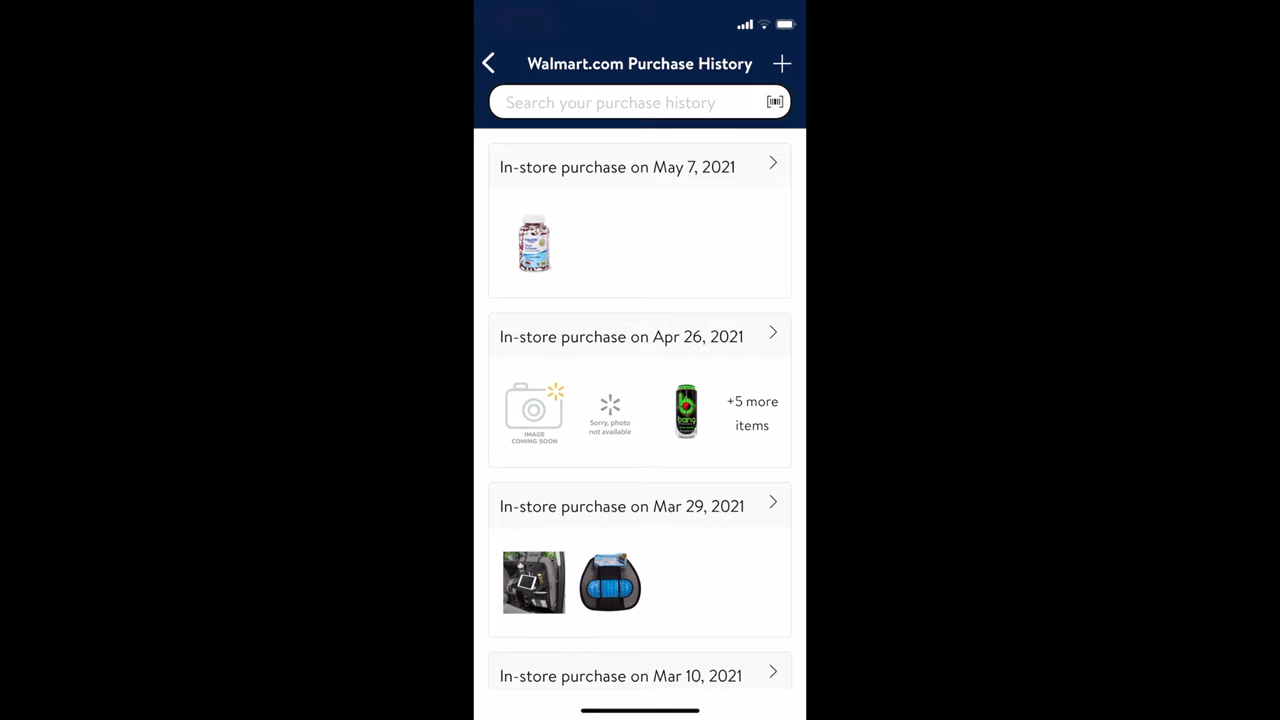 Walmart.com Purchase History
Search your purchase history
In-store purchase on May 7, 2021
In-store purchase on Apr 26, 2021
IMAGE
COMING SOON
Sorry, photo
not available
bang
+5 more
items
In-store purchase on Mar 29, 2021
In-store purchase on Mar 10, 2021